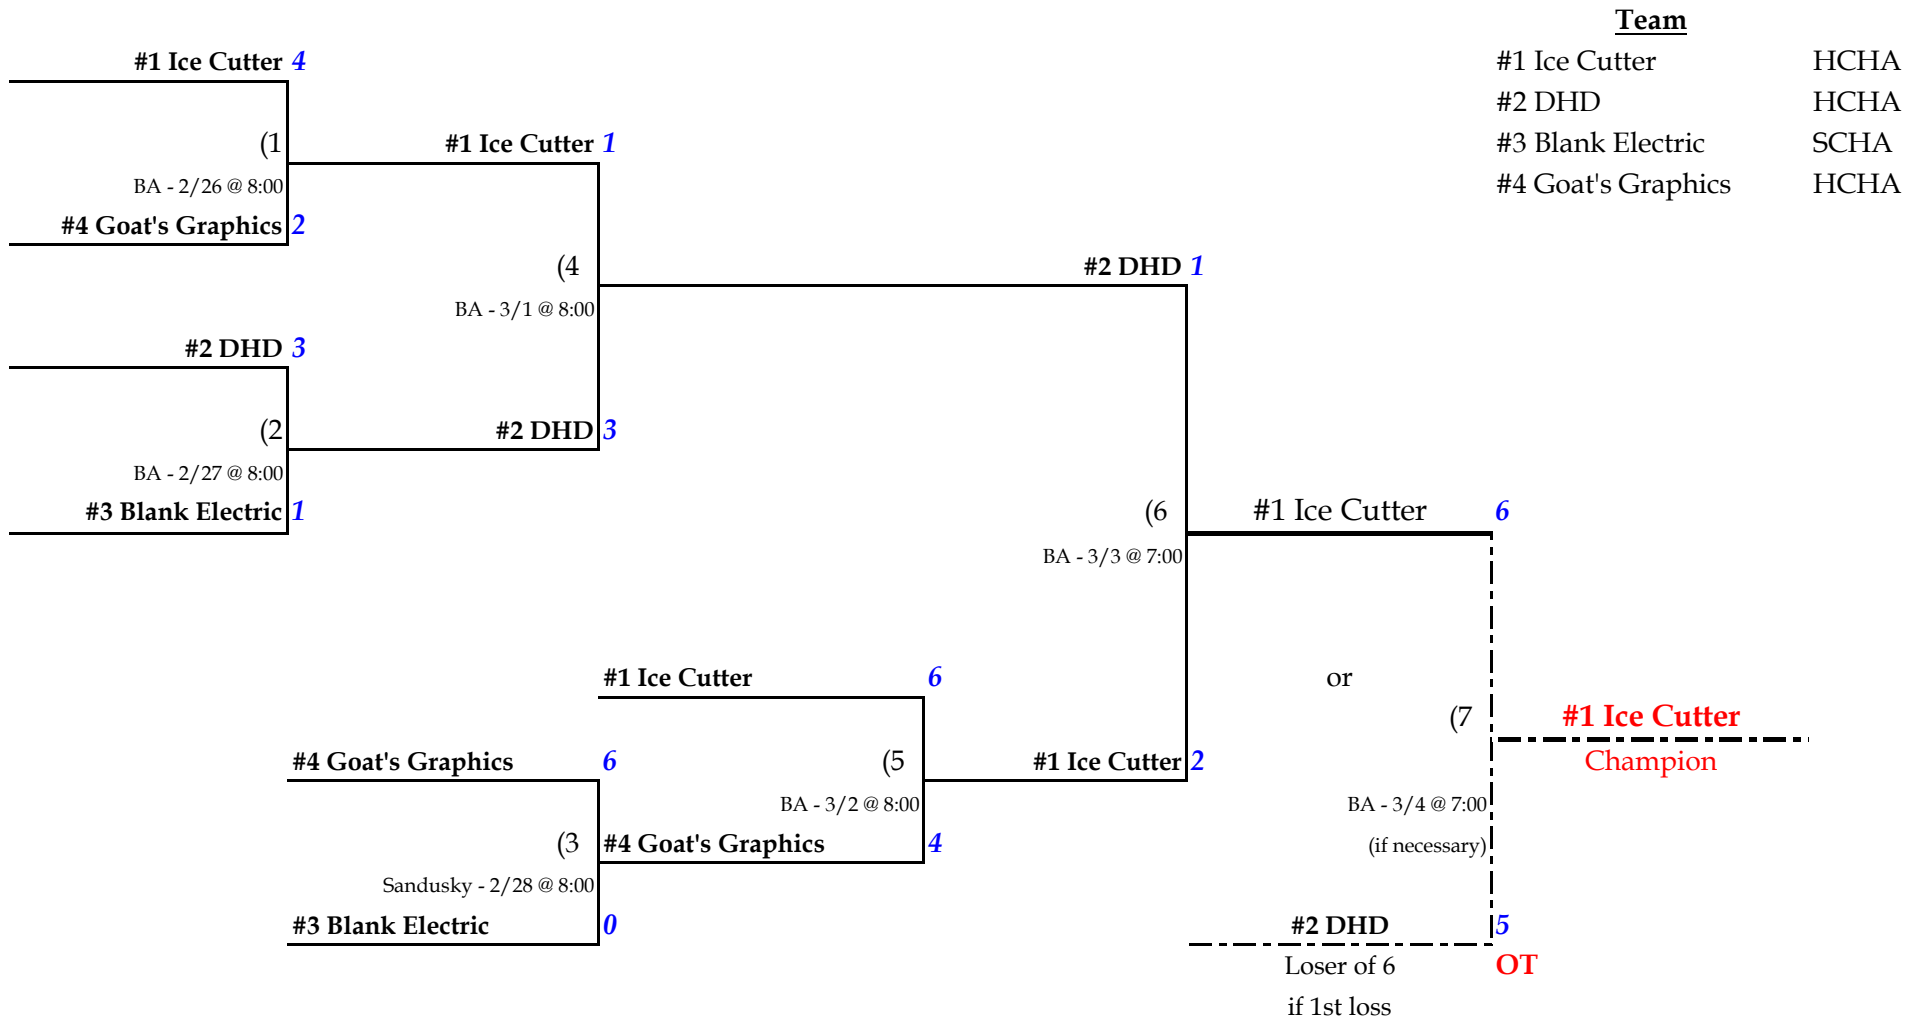 Team
#1 Ice Cutter HCHA
#2 DHD HCHA
#3 Blank Electric SCHA
#4 Goat's Graphics HCHA
#1 Ice Cutter 4
(1
BA - 2/26 @ 8:00
#4 Goat's Graphics 2
#1 Ice Cutter 1
(4
BA - 3/1 @ 8:00
#2 DHD 3
#2 DHD 3
(2
BA - 2/27 @ 8:00
#3 Blank Electric 1
#2 DHD 1
(6
BA - 3/3 @ 7:00
#1 Ice Cutter 2
#1 Ice Cutter 6
(5
BA - 3/2 @ 8:00
#4 Goat's Graphics 4
#4 Goat's Graphics 6
(3
Sandusky - 2/28 @ 8:00
#3 Blank Electric 0
#1 Ice Cutter 6
or
(7
BA - 3/4 @ 7:00
(if necessary)
#2 DHD 5
Loser of 6 OT
if 1st loss
#1 Ice Cutter
Champion